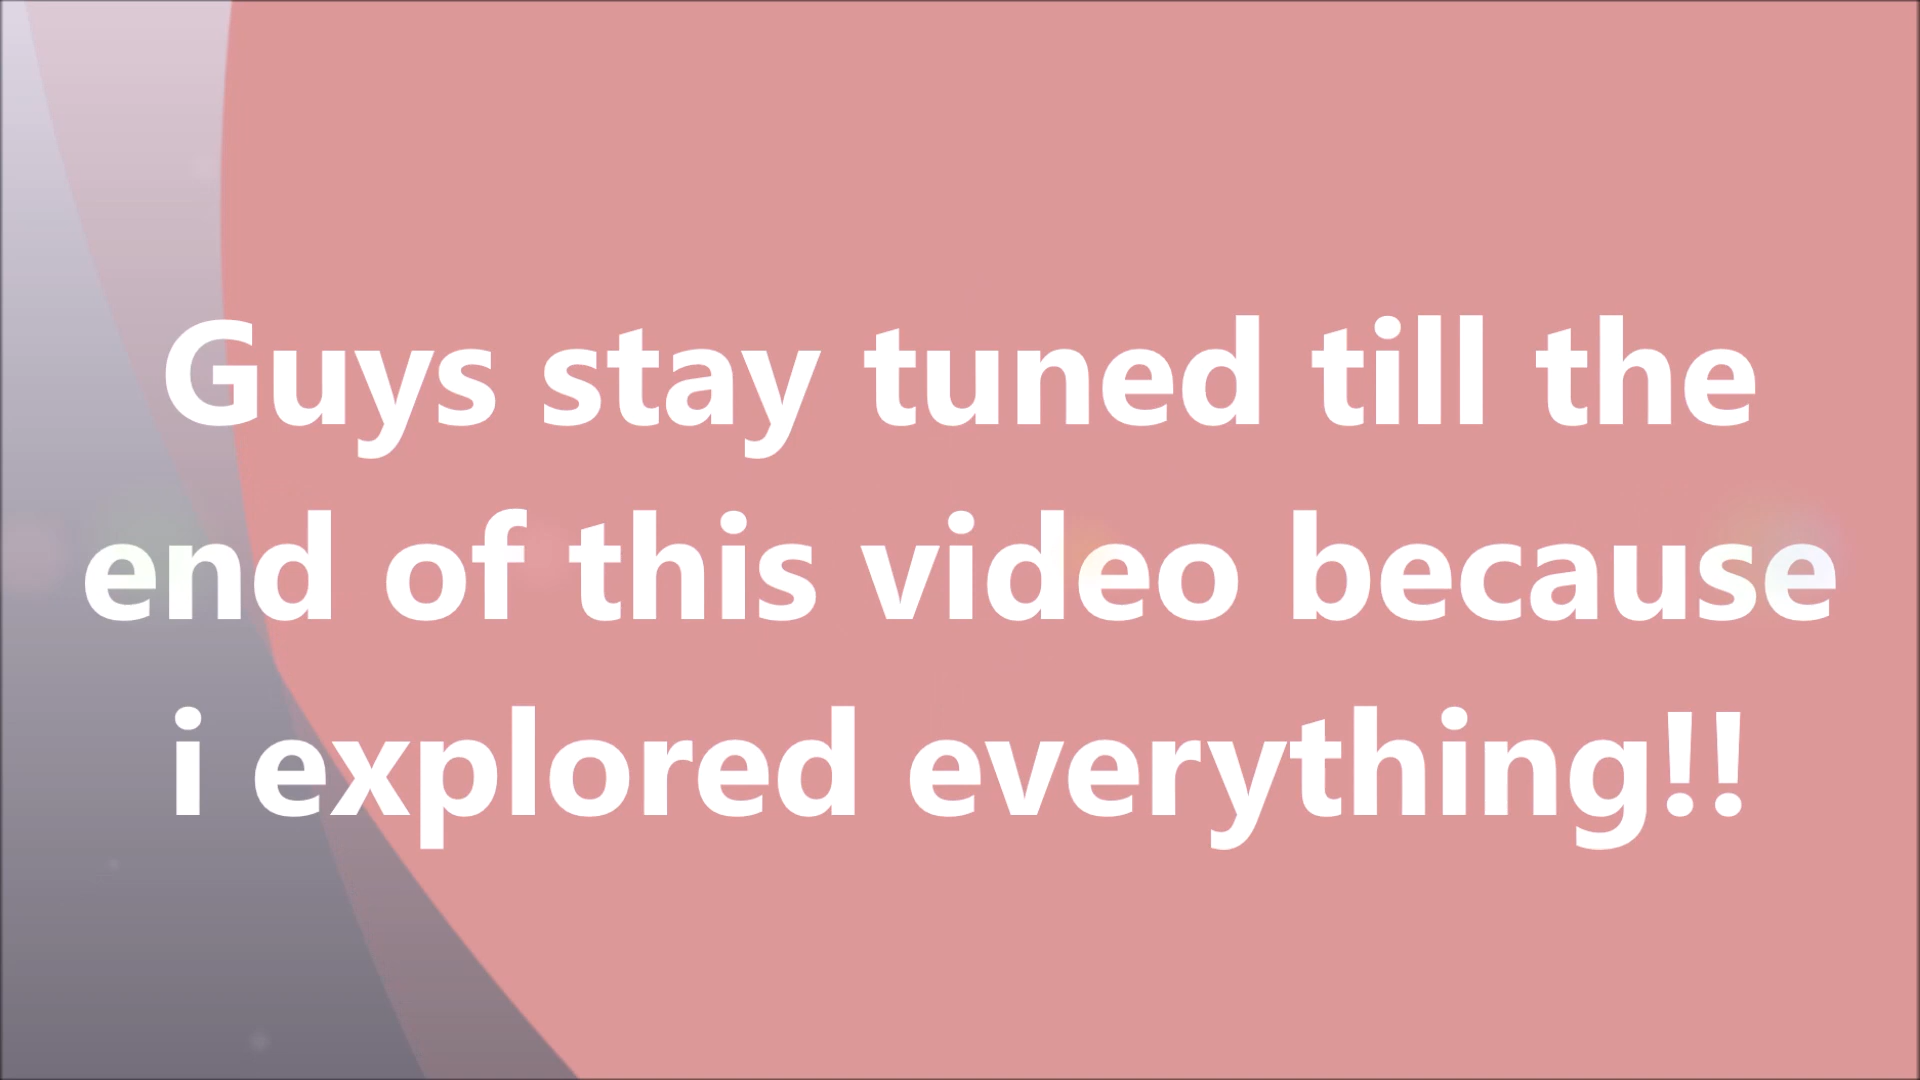 Guys stay tuned till the
end of this video because
i explored everything!!